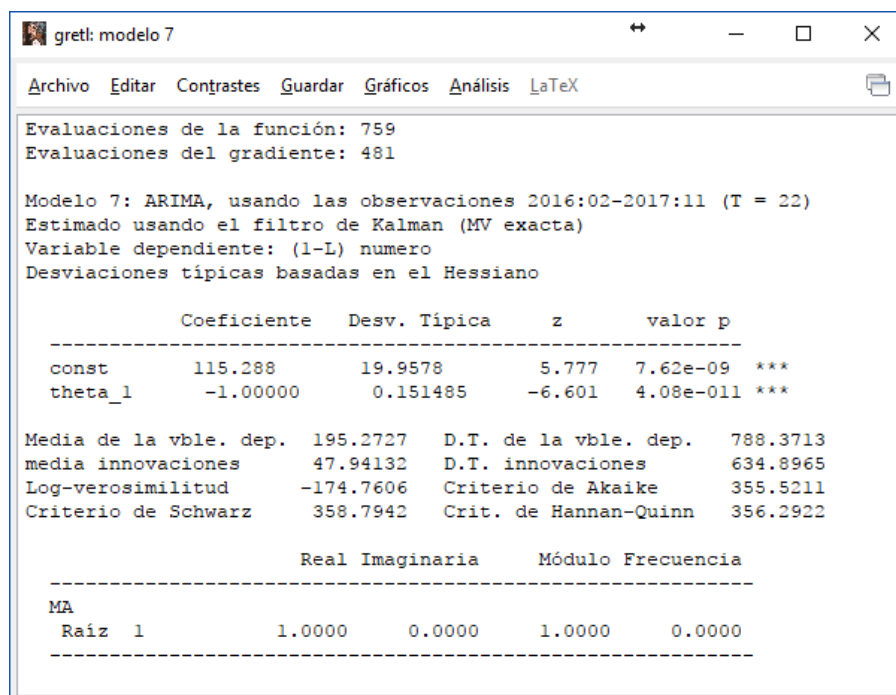 gretl: modelo 7
Archivo Editar Contrastes Guardar Gráficos Análisis LaTeX
Evaluaciones de la función: 759
Evaluaciones del gradiente: 481
Modelo 7: ARIMA, usando las observaciones 2016:02-2017:11 (T = 22)
Estimado usando el filtro de Kalman (MV exacta)
Variable dependiente: (1-L) numero
Desviaciones típicas basadas en el Hessiano
Coeficiente Desv. Típica z valor p
---------------------------------------------------------
const 115.288 19.9578 5.777 7.62e-09 ***
theta_1 -1.00000 0.151485 -6.601 4.08e-011 ***
Media de la vble. dep. 195.2727 D.T. de la vble. dep. 788.3713
media innovaciones 47.94132 D.T. innovaciones 634.8965
Log-verosimilitud -174.7606 Criterio de Akaike 355.5211
Criterio de Schwarz 358.7942 Crit. de Hannan-Quinn 356.2922
Real Imaginaria Módulo Frecuencia
-----------------------------------------------------------
MA
Raíz 1 1.0000 0.0000 1.0000 0.0000
-----------------------------------------------------------